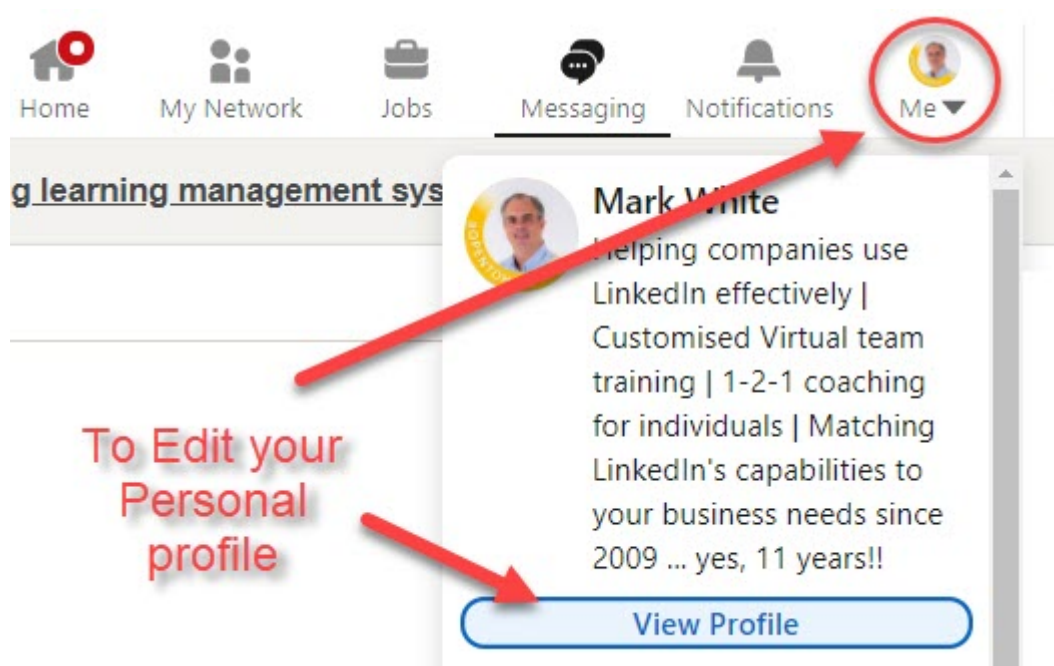 Home
My Network
Jobs
Messaging
Notifications
Me
g learning management sys
Mark White
Helping companies use
LinkedIn effectively |
Customised Virtual team
training | 1-2-1 coaching
for individuals | Matching
LinkedIn's capabilities to
your business needs since
2009 ... yes, 11 years!!
To Edit your
Personal
profile
View Profile